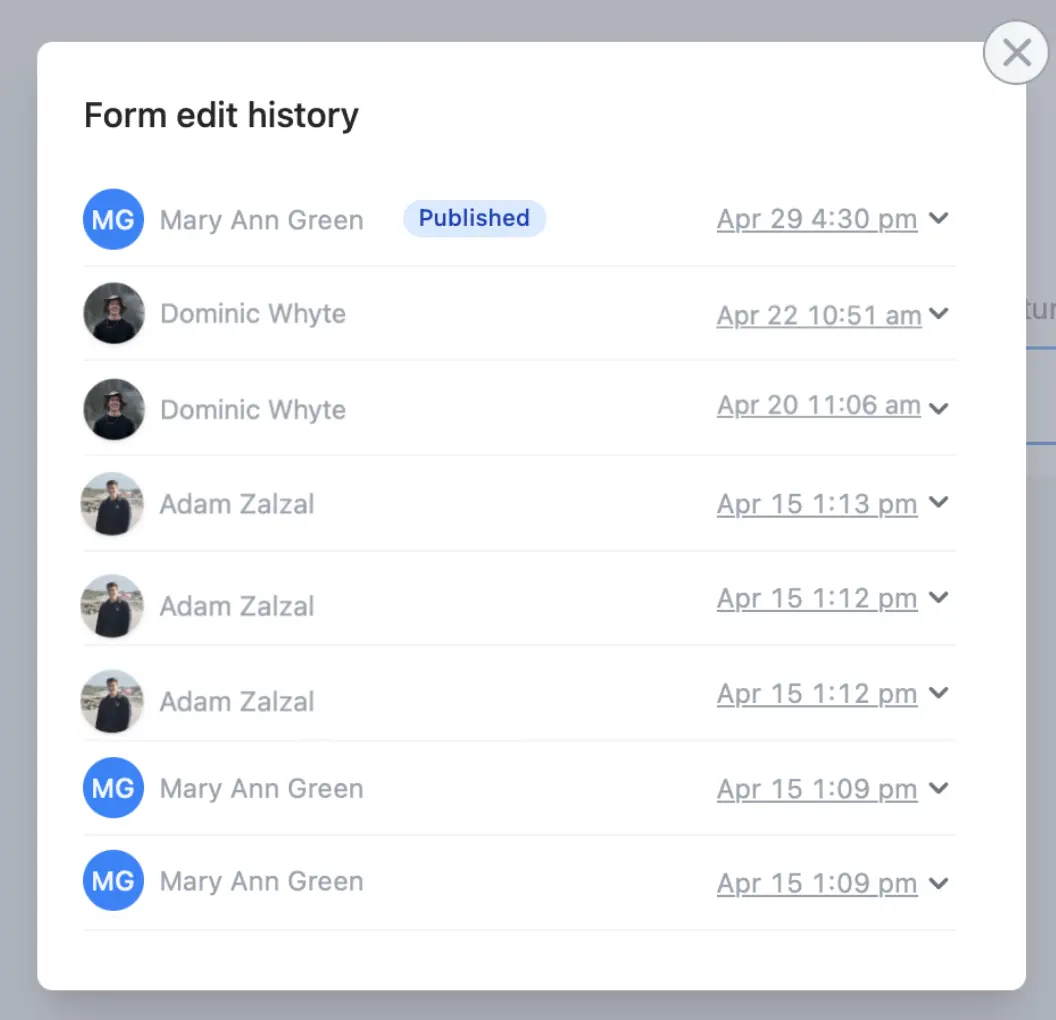 Form edit history
MG Mary Ann Green Published Apr 29 4:30 pm
Dominic Whyte Apr 22 10:51 am
Dominic Whyte Apr 20 11:06 am
Adam Zalzal Apr 15 1:13 pm
Adam Zalzal Apr 15 1:12 pm
Adam Zalzal Apr 15 1:12 pm
MG Mary Ann Green Apr 15 1:09 pm
MG Mary Ann Green Apr 15 1:09 pm